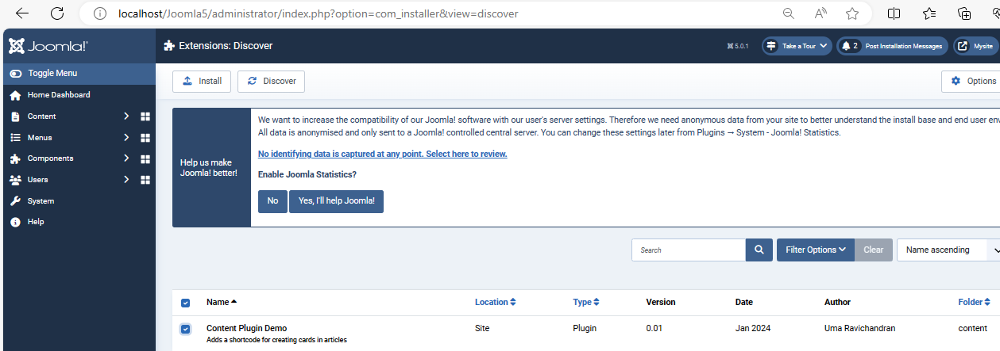 localhost/Joomla5/administrator/index.php?option=com_installer&view=discover
Joomla!®
Extensions: Discover
5.0.1
Take a Tour
2
Post Installation Messages
Mysite
Toggle Menu
Install
Discover
Options
Home Dashboard
Content
Menus
Components
Users
System
Help
Help us make
Joomla! better!
We want to increase the compatibility of our Joomla! software with our user's server settings. Therefore we need anonymous data from your site to better understand the install base and end user env
All data is anonymised and only sent to a Joomla! controlled central server. You can change these settings later from Plugins → System - Joomla! Statistics.
No identifying data is captured at any point. Select here to review.
Enable Joomla Statistics?
No
Yes, I'll help Joomla!
Search
Filter Options
Clear
Name ascending
Name
Location
Type
Version
Date
Author
Folder
Content Plugin Demo
Site
Plugin
0.01
Jan 2024
Uma Ravichandran
content
Adds a shortcode for creating cards in articles